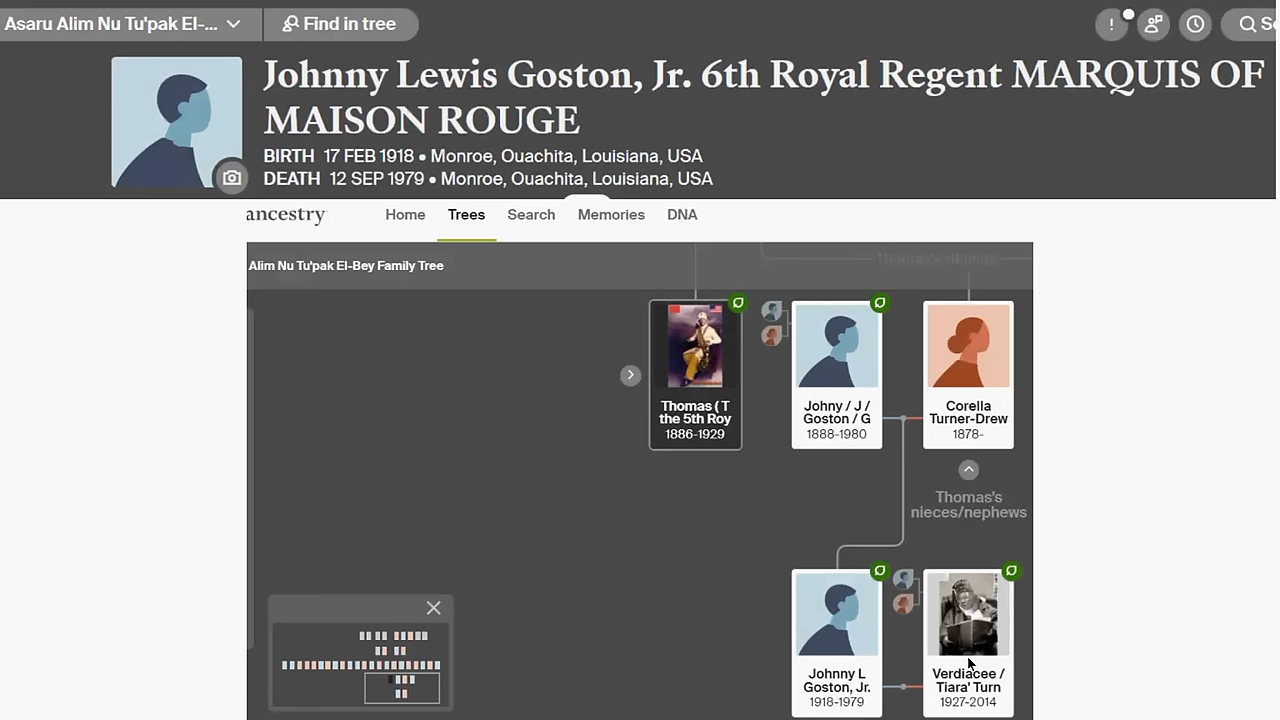 Asaru Alim Nu Tu'pak El-...
Find in tree
Johnny Lewis Goston, Jr. 6th Royal Regent MARQUIS OF
MAISON ROUGE
BIRTH 17 FEB 1918 • Monroe, Ouachita, Louisiana, USA
DEATH 12 SEP 1979 • Monroe, Ouachita, Louisiana, USA
ancestry Home Trees Search Memories DNA
Alim Nu Tu'pak El-Bey Family Tree
Thomas's siblings
Thomas ( T
the 5th Roy
1886-1929
Johny / J /
Goston / G
1888-1980
Corella
Turner-Drew
1878-
Thomas's
nieces/nephews
Johnny L
Goston, Jr.
1918-1979
Verdiacee /
Tiara' Turn
1927-2014